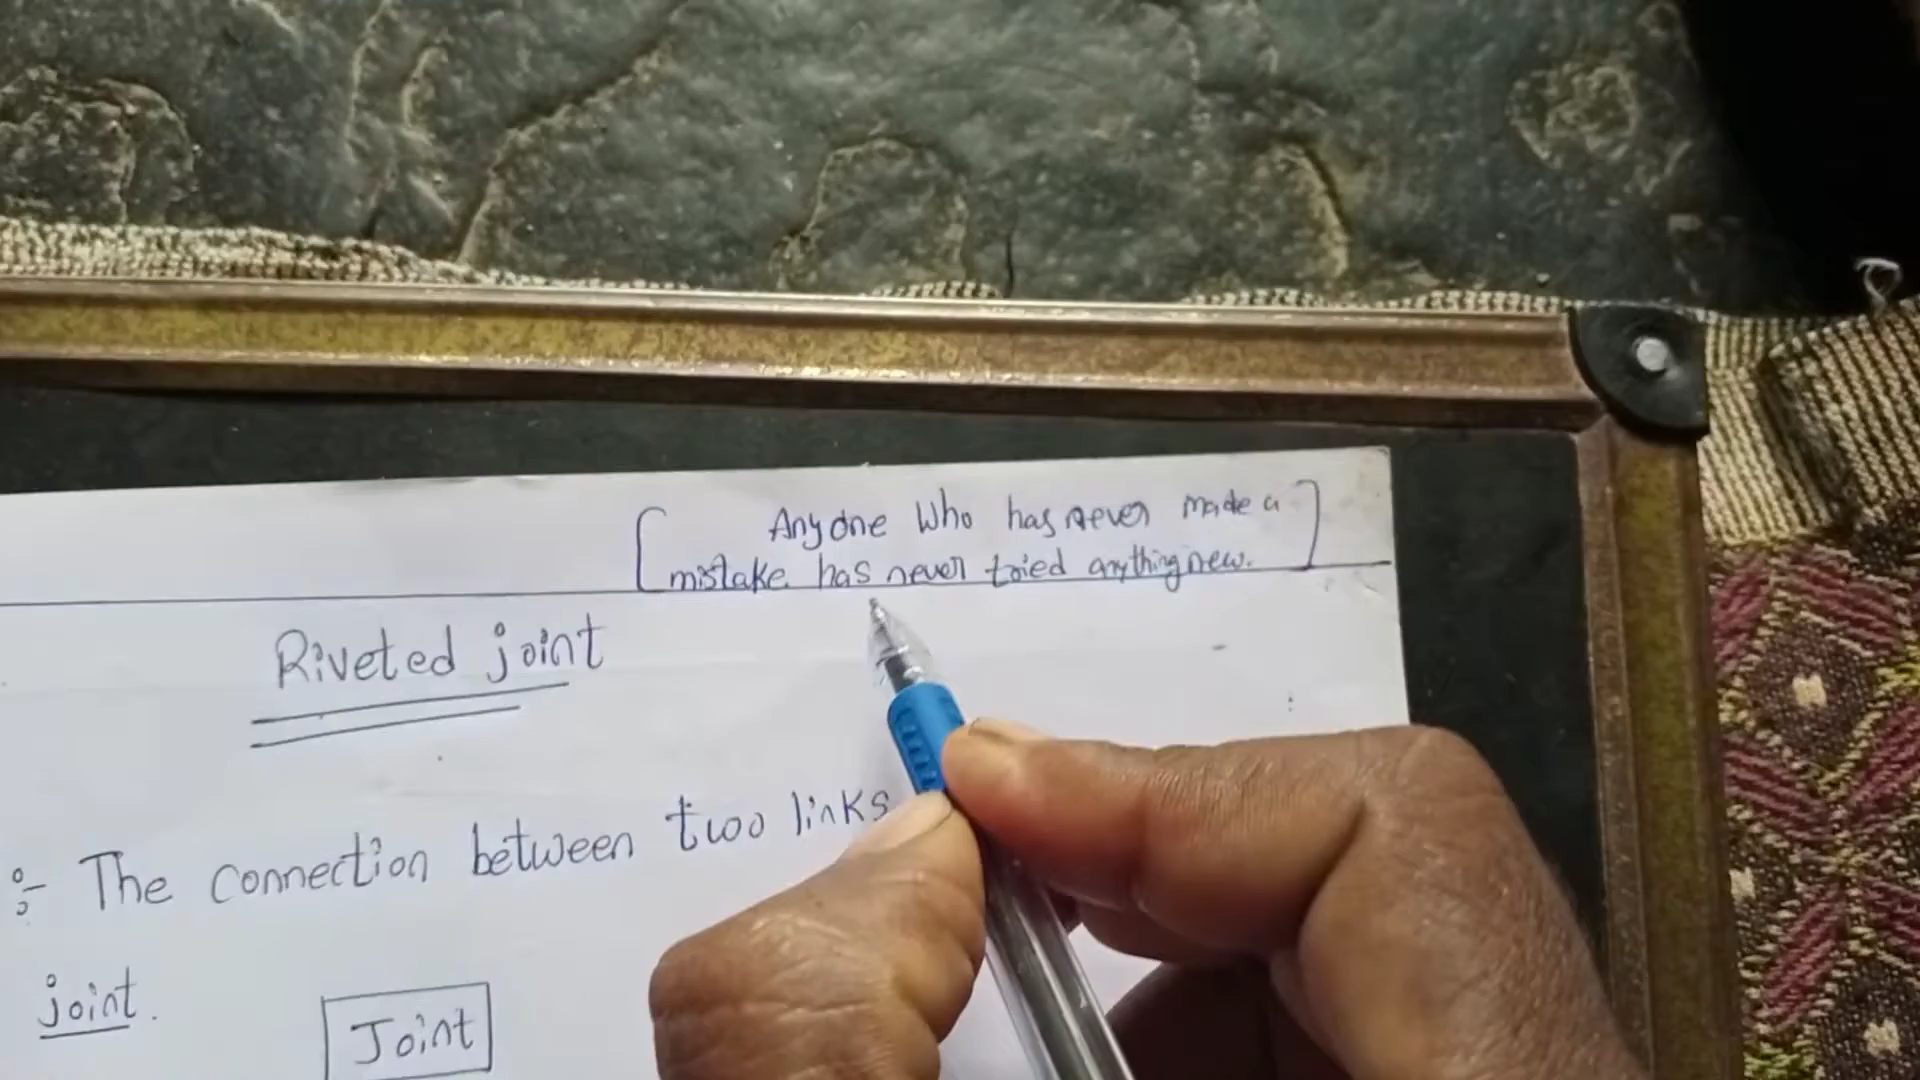 Anyone Who has never made a
mistake has never tried anything new.
Riveted joint
:- The connection between two links
joint.
Joint